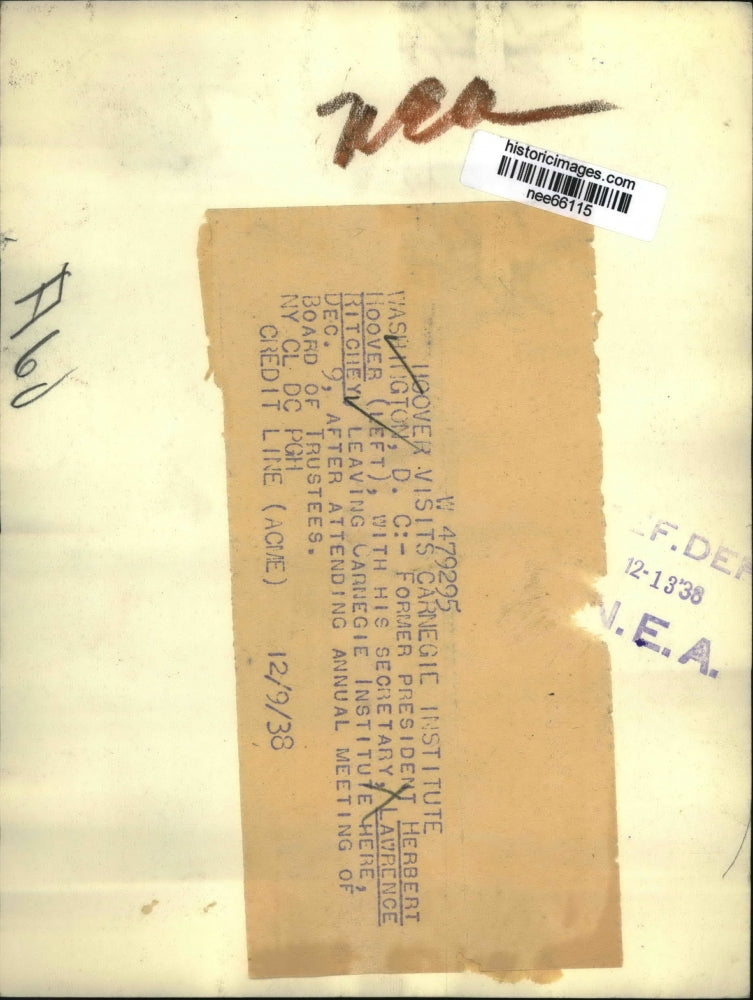 nea
historicimages.com
nee66115
A60
W 479295
HOOVER VISITS CARNEGIE INSTITUTE
WASHINGTON, D. C:- FORMER PRESIDENT HERBERT
HOOVER (LEFT), WITH HIS SECRETARY, LAWRENCE
RITCHEY, LEAVING CARNEGIE INSTITUTE HERE,
DEC. 9, AFTER ATTENDING ANNUAL MEETING OF
BOARD OF TRUSTEES.
NY CL DC PGH
CREDIT LINE (ACME) 12/9/38
12-13'38
N.E.A.